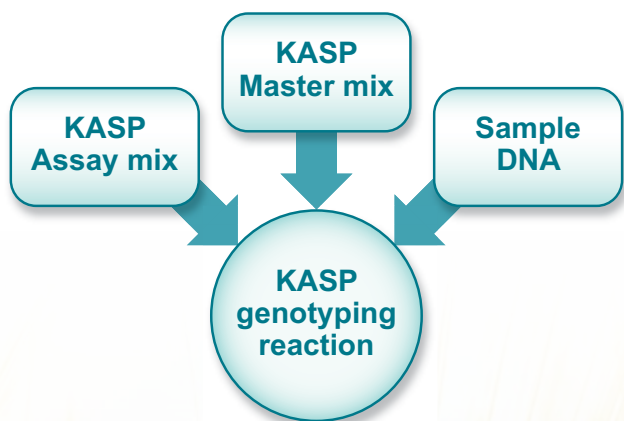 KASP
Master mix
KASP
Assay mix
Sample
DNA
KASP
genotyping
reaction